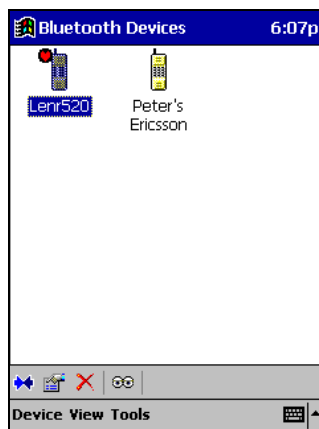 Bluetooth Devices 6:07p
Lenr520 Peter's
Ericsson
Device View Tools